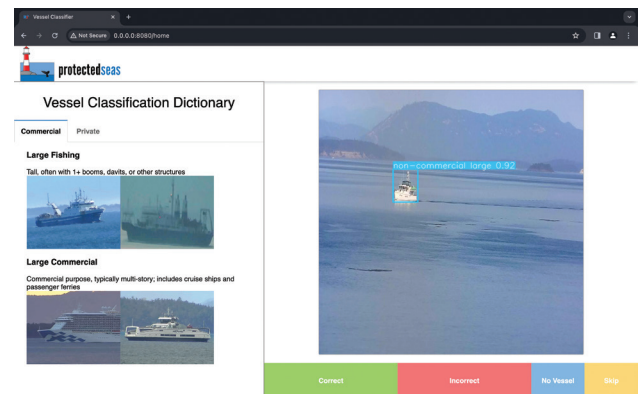 Vessel Classifier
Not Secure 0.0.0.0:8080/home
protectedseas
Vessel Classification Dictionary
Commercial Private
Large Fishing
Tall, often with 1+ booms, davits, or other structures
Large Commercial
Commercial purpose, typically multi-story; includes cruise ships and
passenger ferries
non-commercial large 0.92
Correct Incorrect No Vessel Skip